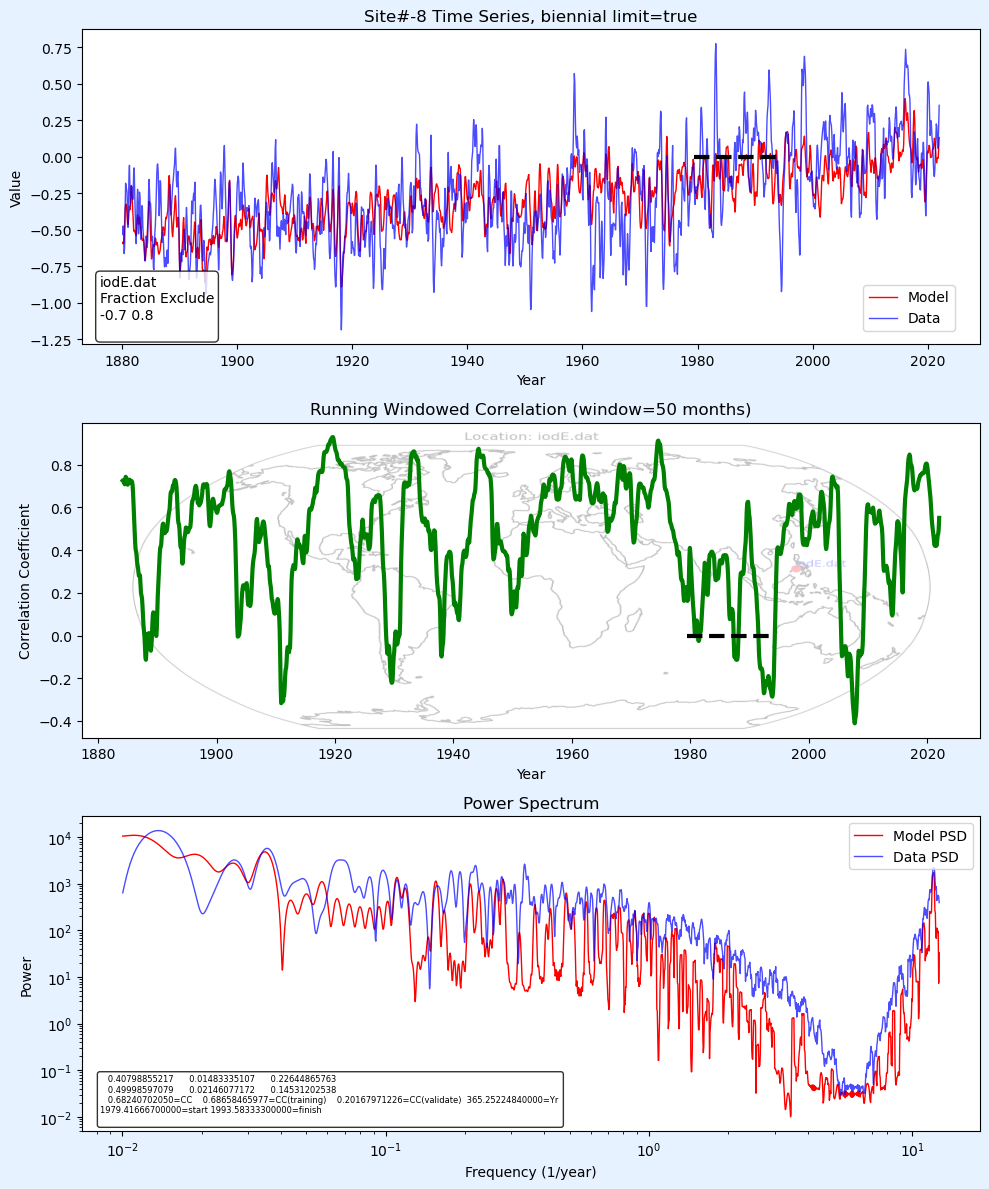 Site#-8 Time Series, biennial limit=true
Value
0.75
0.50
0.25
0.00
−0.25
−0.50
−0.75
−1.00
−1.25
iodE.dat
Fraction Exclude
-0.7 0.8
Model
Data
1880
1900
1920
1940
1960
1980
2000
2020
Year
Running Windowed Correlation (window=50 months)
Location: iodE.dat
Correlation Coefficient
0.8
0.6
0.4
0.2
0.0
−0.2
−0.4
iodE.dat
1880
1900
1920
1940
1960
1980
2000
2020
Year
Power Spectrum
Power
10^4
10^3
10^2
10^1
10^0
10^−1
10^−2
Model PSD
Data PSD
0.40798855217 0.01483335107 0.22644865763
0.49998597079 0.02146077172 0.14531202538
0.68240702050=CC 0.68658465977=CC(training) 0.20167971226=CC(validate) 365.25224840000=Yr
1979.41666700000=start 1993.58333300000=finish
10^−2
10^−1
10^0
10^1
Frequency (1/year)